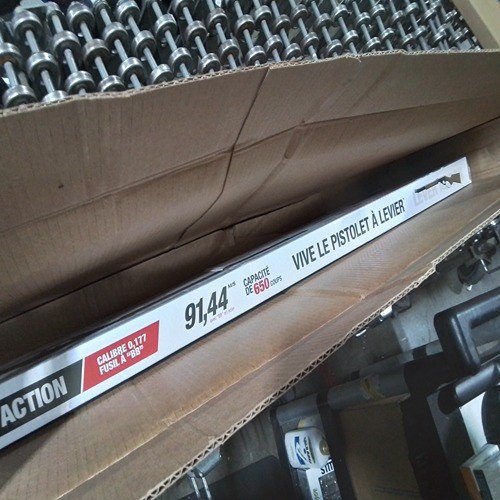 ACTION
CALIBRE 0,177
FUSIL À "BB"
91,44
M/S
CAPACITÉ
DE 650 COUPS
VIVE LE PISTOLET À LEVIER